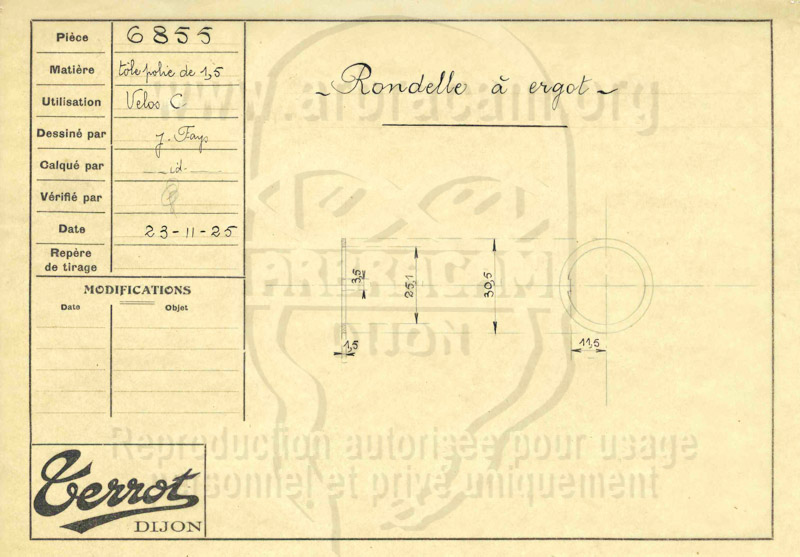 Pièce 6855
Matière tôle polie de 1,5
Utilisation Vélos C
Dessiné par J. Fays
Calqué par id
Vérifié par
Date 23-11-25
Repère
de tirage
MODIFICATIONS
Date Objet
Terrot
DIJON
Rondelle à ergot
3,5
25,1
30,5
1,5
11,5
www.arbracam.org
ARBRACAM
DIJON
Reproduction autorisée pour usage
personnel et privé uniquement